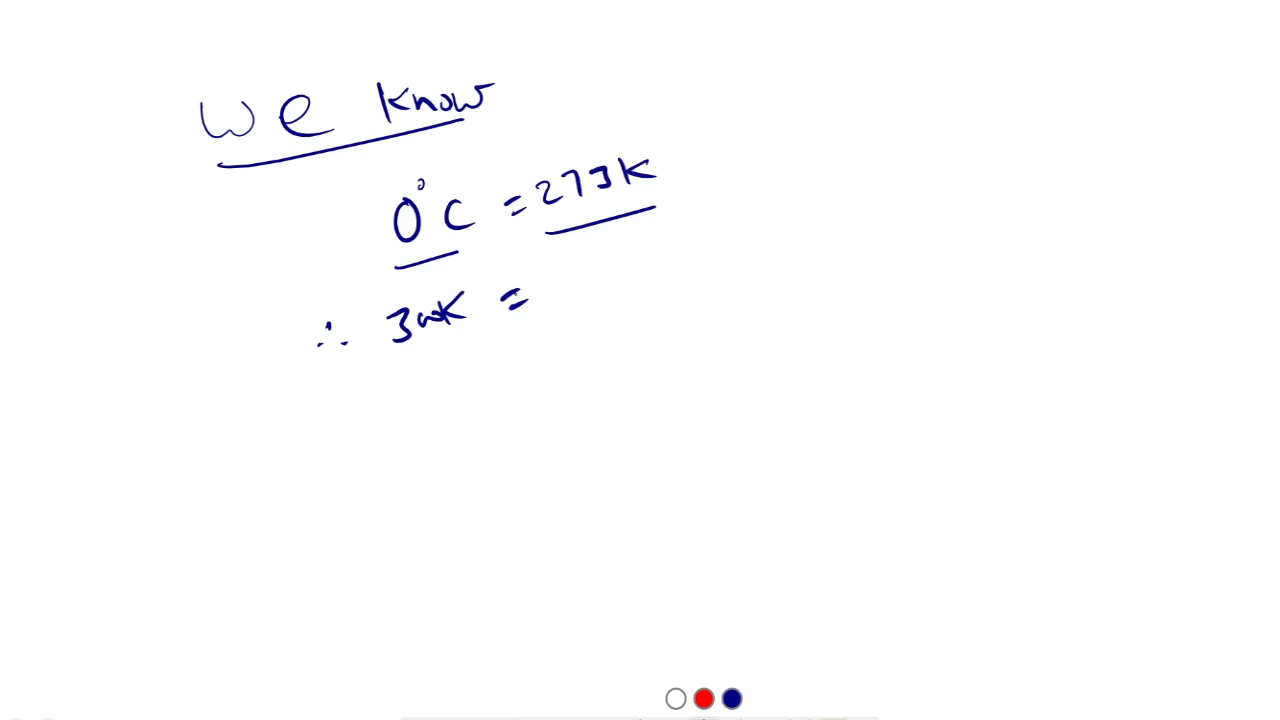 We know
0°C = 273K
∴ 300K =